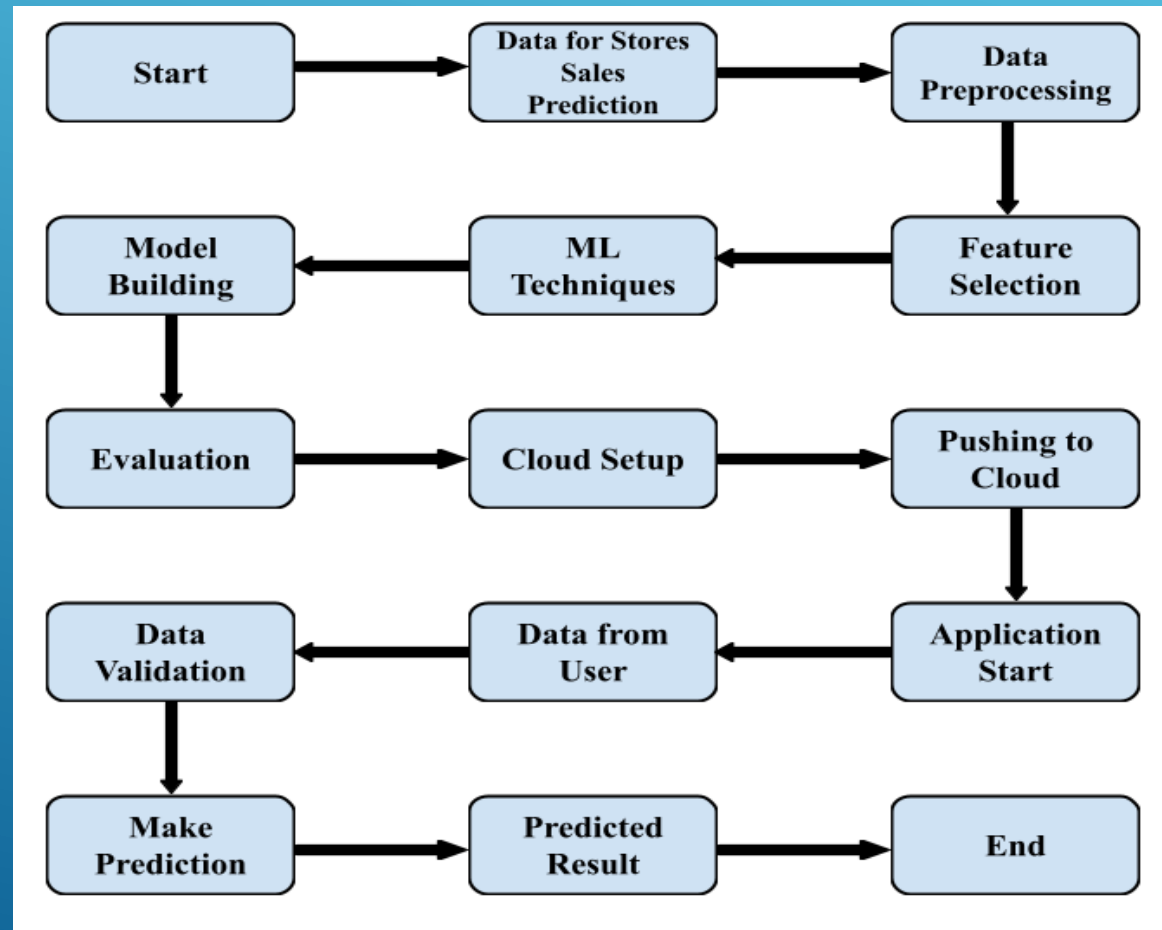 Start
Data for Stores
Sales
Prediction
Data
Preprocessing
Feature
Selection
ML
Techniques
Model
Building
Evaluation
Cloud Setup
Pushing to
Cloud
Application
Start
Data from
User
Data
Validation
Make
Prediction
Predicted
Result
End